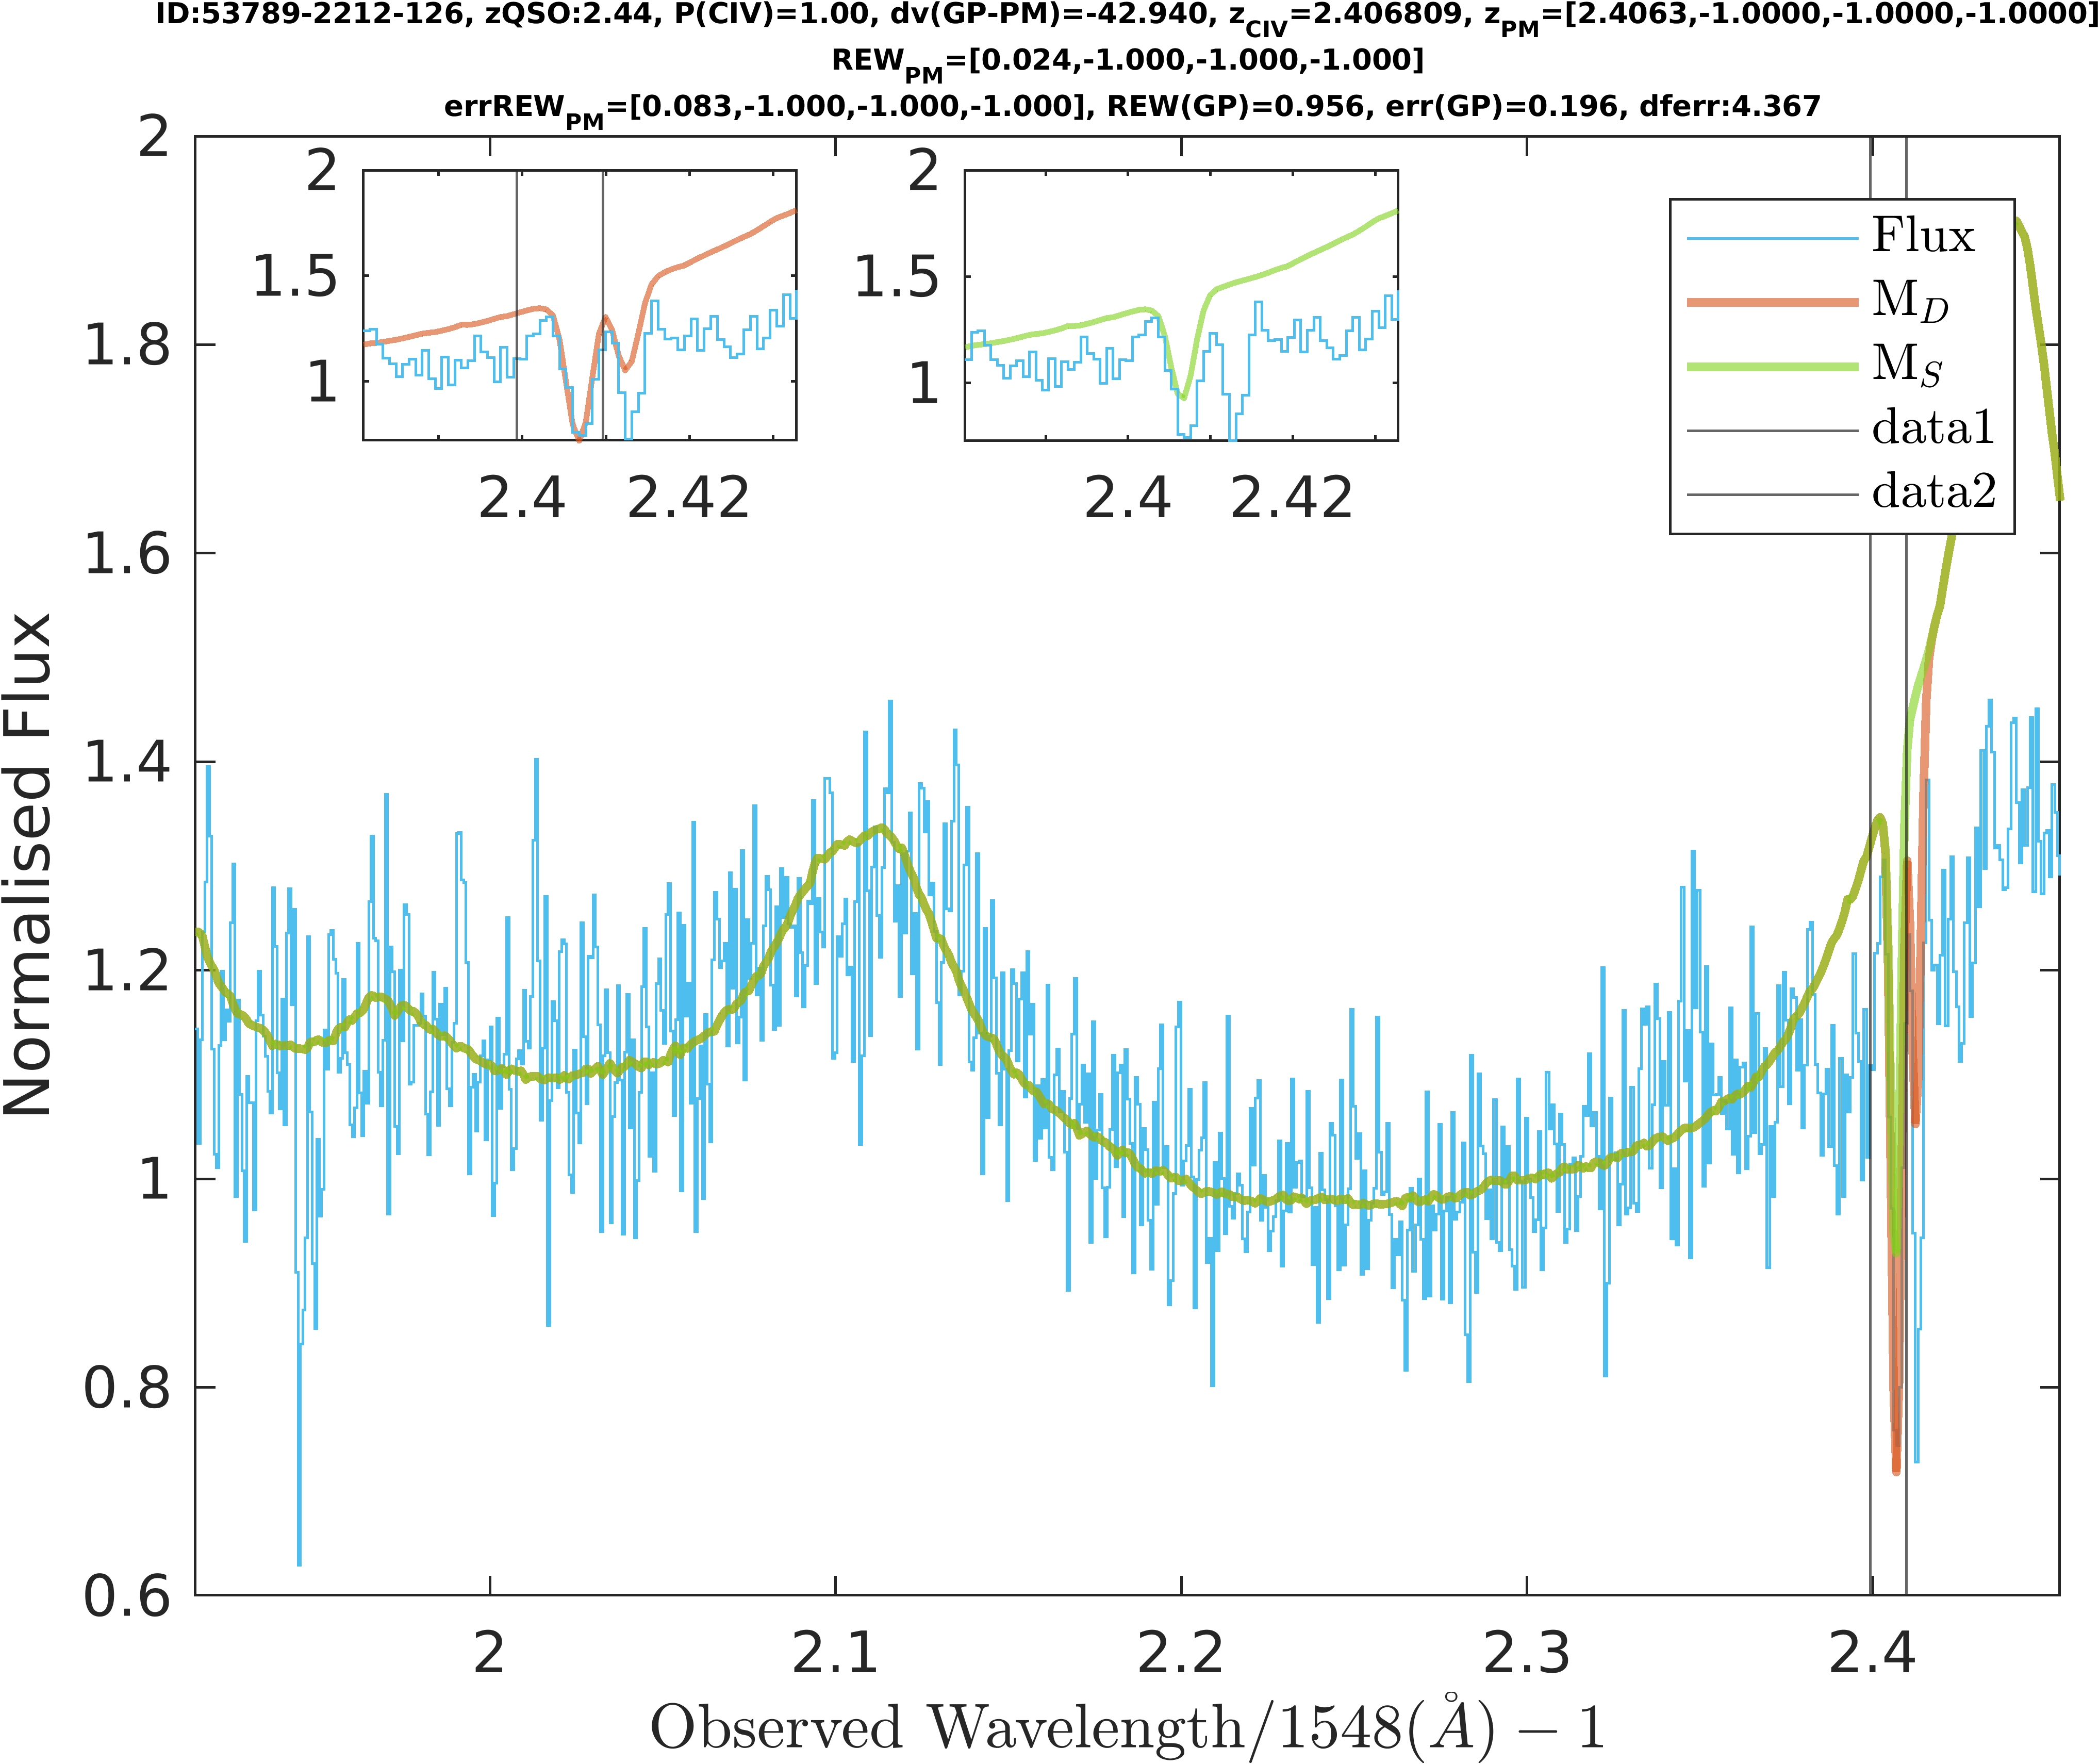 ID:53789-2212-126, zQSO:2.44, P(CIV)=1.00, dv(GP-PM)=-42.940, zCIV=2.406809, zPM=[2.4063,-1.0000,-1.0000,-1.0000]
REWPM=[0.024,-1.000,-1.000,-1.000]
errREWPM=[0.083,-1.000,-1.000,-1.000], REW(GP)=0.956, err(GP)=0.196, dferr:4.367
2
1.8
1.6
1.4
1.2
1
0.8
0.6
Normalised Flux
2
1.5
1
2.4 2.42
2
1.5
1
2.4 2.42
Flux
MD
MS
data1
data2
2 2.1 2.2 2.3 2.4
Observed Wavelength/1548(Å) − 1